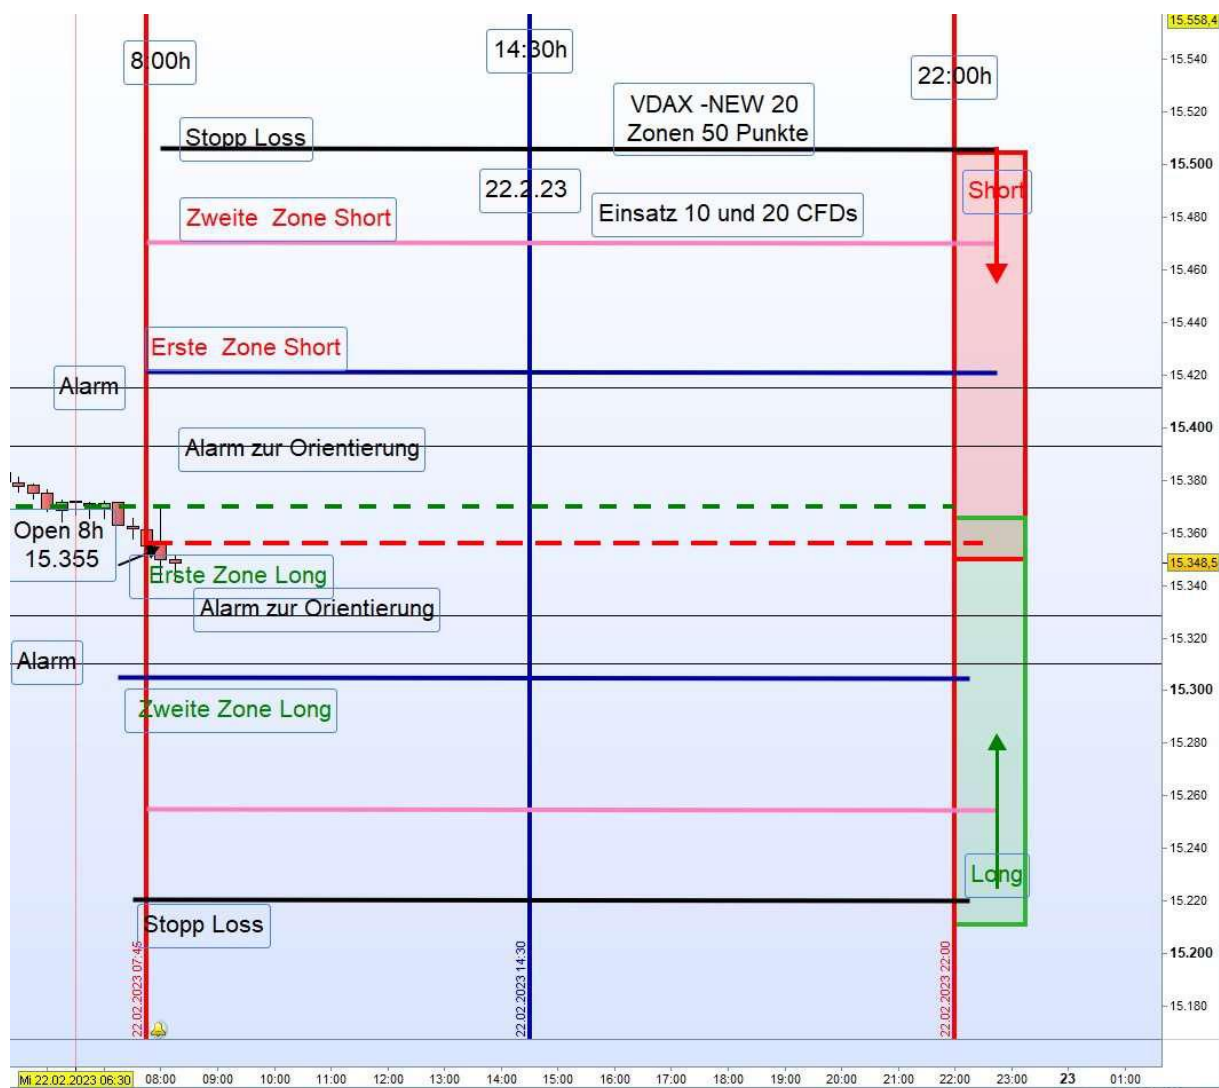 15.558,4
8:00h
14:30h
22:00h
VDAX -NEW 20
Zonen 50 Punkte
Stopp Loss
22.2.23
Short
Zweite  Zone Short
Einsatz 10 und 20 CFDs
Erste  Zone Short
Alarm
Alarm zur Orientierung
Open 8h
15.355
Erste Zone Long
Alarm zur Orientierung
Alarm
Zweite Zone Long
Long
Stopp Loss
15.540
15.520
15.500
15.480
15.460
15.440
15.420
15.400
15.380
15.360
15.348,5
15.340
15.320
15.300
15.280
15.260
15.240
15.220
15.200
15.180
22.02.2023 07:45
22.02.2023 14:30
22.02.2023 22:00
Mi 22.02.2023 06:30 08:00 09:00 10:00 11:00 12:00 13:00 14:00 15:00 16:00 17:00 18:00 19:00 20:00 21:00 22:00 23:00 23 01:00